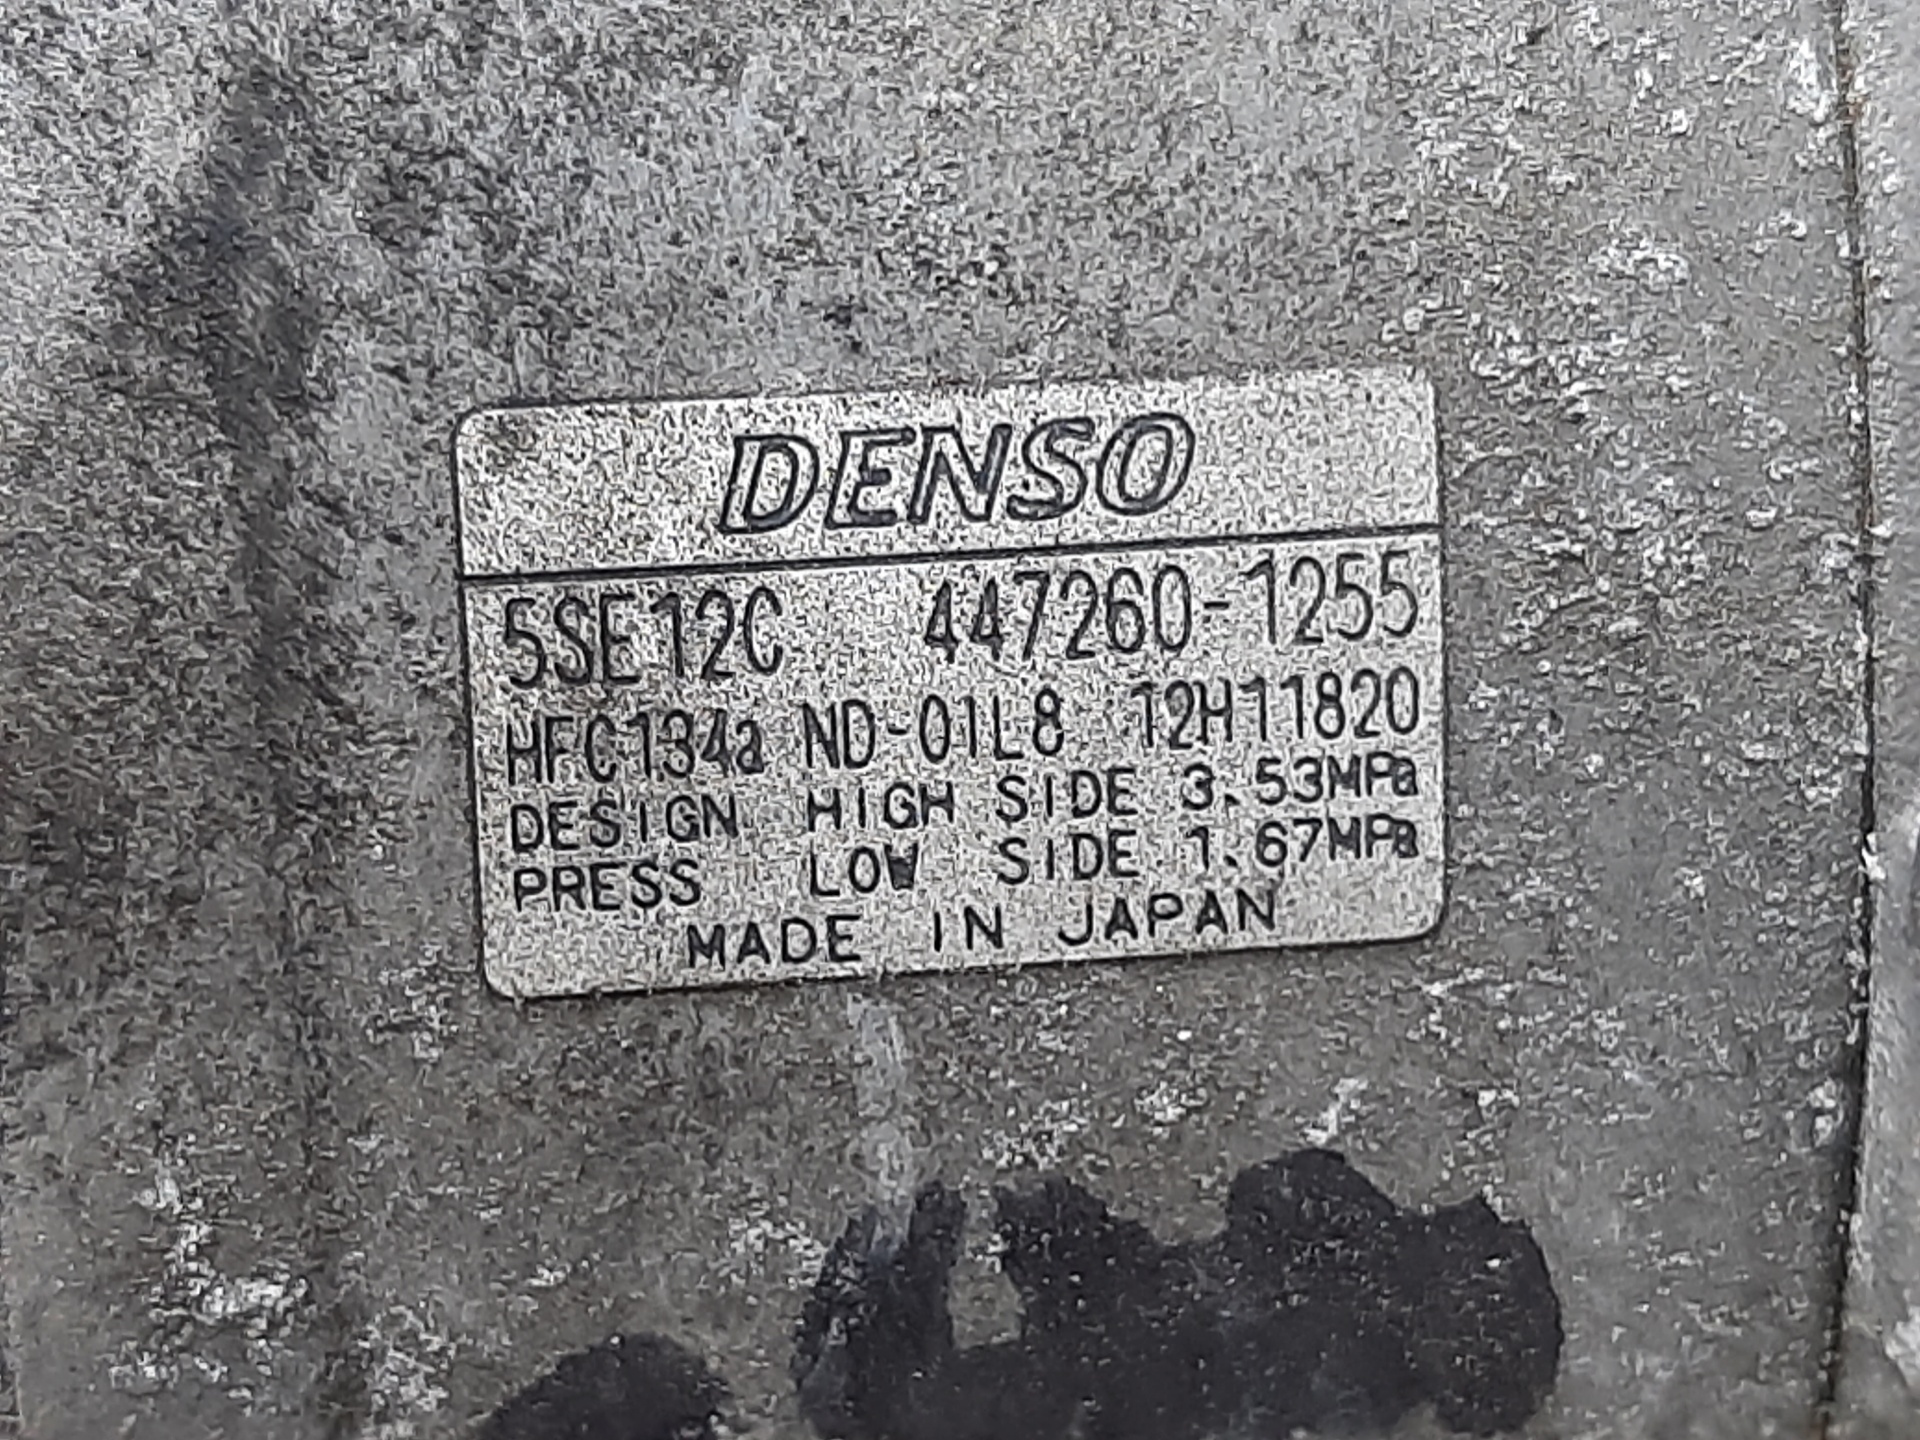 DENSO
5SE12C 447260-1255
HFC134a ND-01L8 12H11820
DESIGN HIGH SIDE 3.53MPa
PRESS LOW SIDE 1.67MPa
MADE IN JAPAN